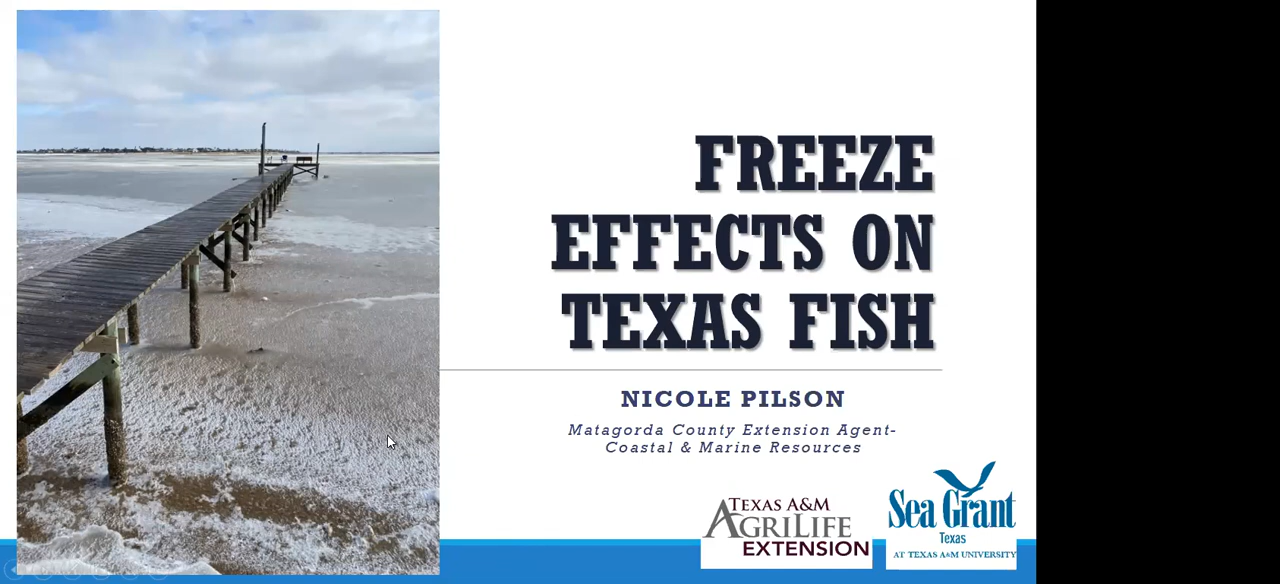 FREEZE
EFFECTS ON
TEXAS FISH
NICOLE PILSON
Matagorda County Extension Agent-
Coastal & Marine Resources
TEXAS A&M
AGRILIFE
EXTENSION
Sea Grant
Texas
AT TEXAS A&M UNIVERSITY